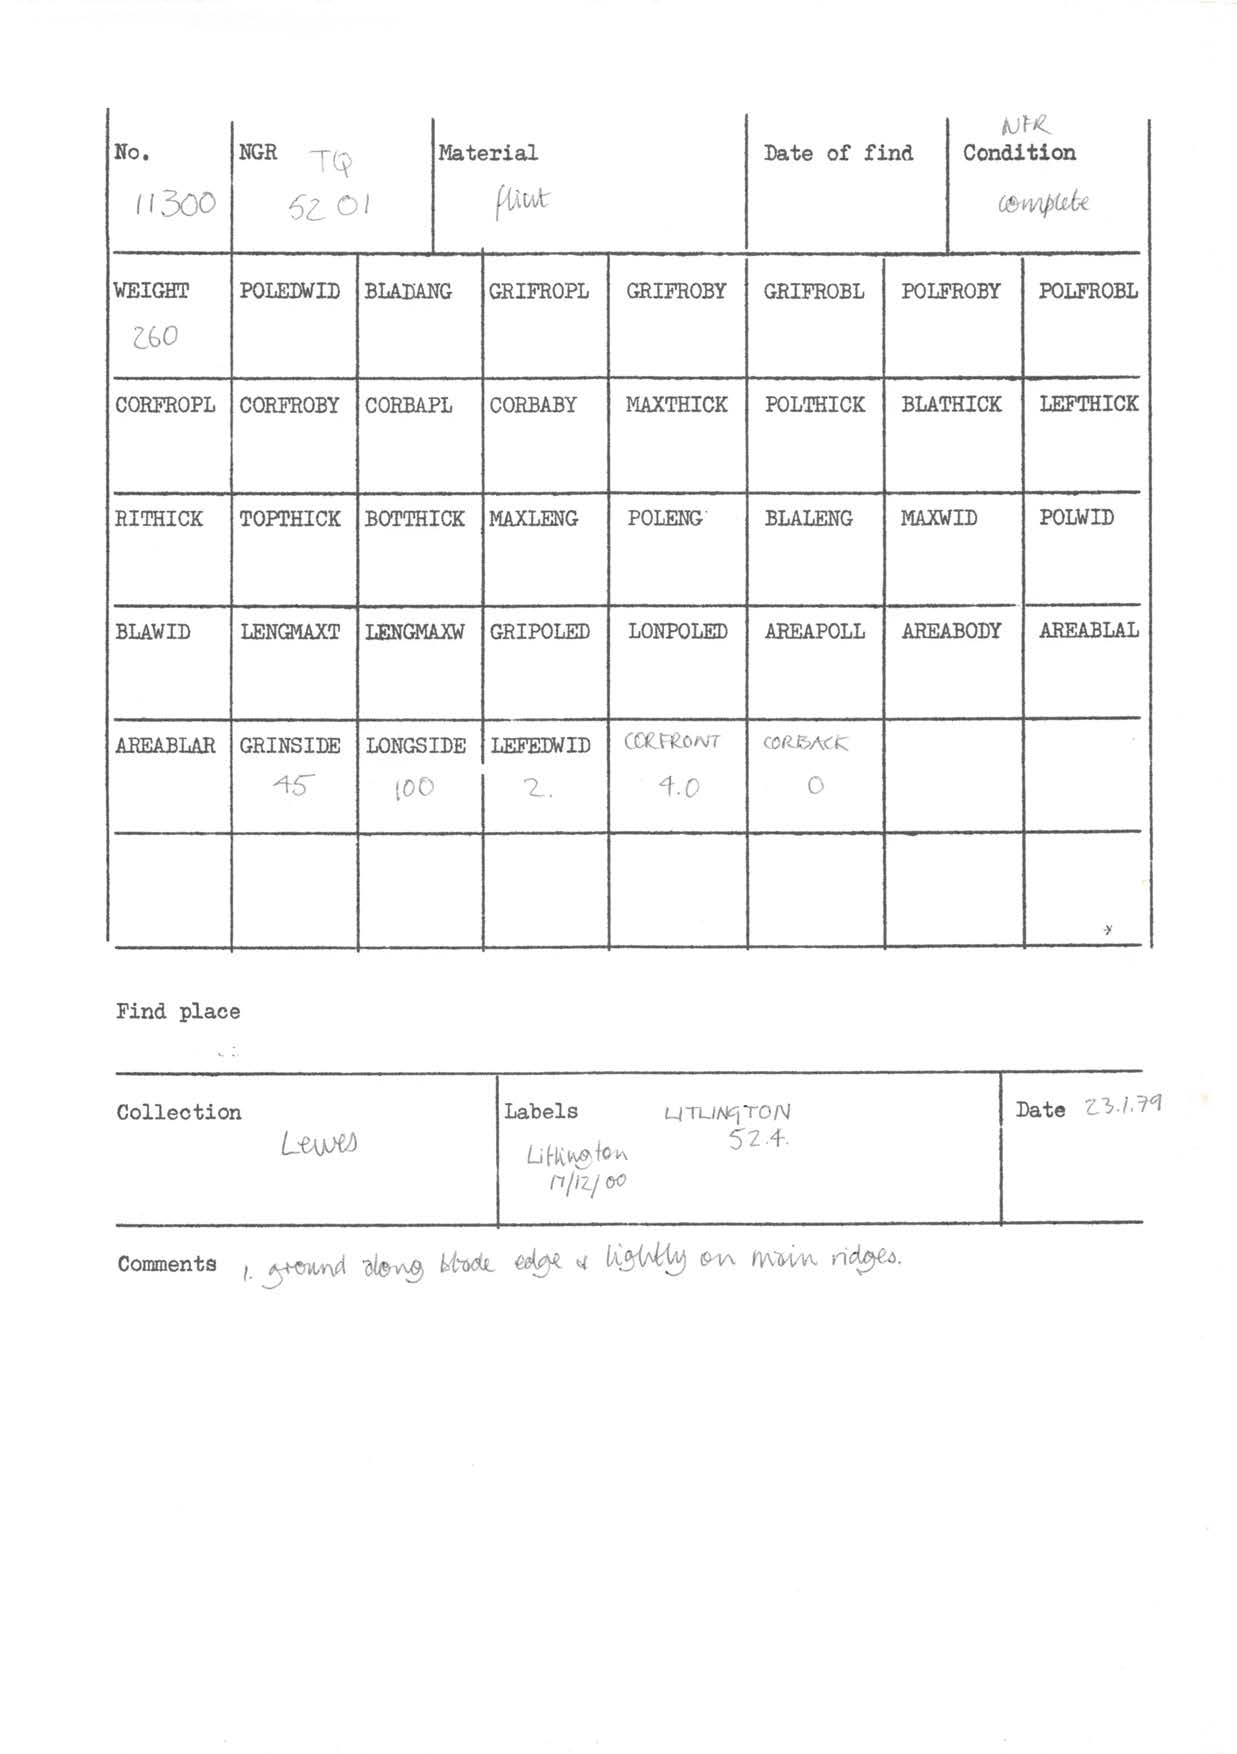 NFR
No. NGR TQ Material Date of find Condition
11300 52 01 flint complete
WEIGHT POLEDWID BLADANG GRIFROPL GRIFROBY GRIFROBL POLFROBY POLFROBL
260
CORFROPL CORFROBY CORBAPL CORBABY MAXTHICK POLTHICK BLATHICK LEFTHICK
RITHICK TOPTHICK BOTTHICK MAXLENG POLENG BLALENG MAXWID POLWID
BLAWID LENGMAXT LENGMAXW GRIPOLED LONPOLED AREAPOLL AREABODY AREABLAL
AREABLAR GRINSIDE LONGSIDE LEFEDWID CORFRONT CORBACK
45 100 2. 4.0 0
Find place
Collection Labels LITLINGTON Date 23.1.79
Lewes 52.4.
Litlington
17/12/00
Comments 1. ground along blade edge & lightly on main ridges.